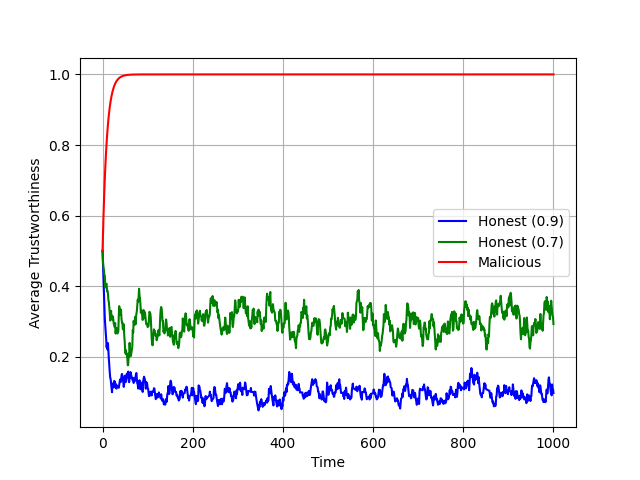 1.0
0.8
0.6
0.4
0.2
Average Trustworthiness
Honest (0.9)
Honest (0.7)
Malicious
0 200 400 600 800 1000
Time